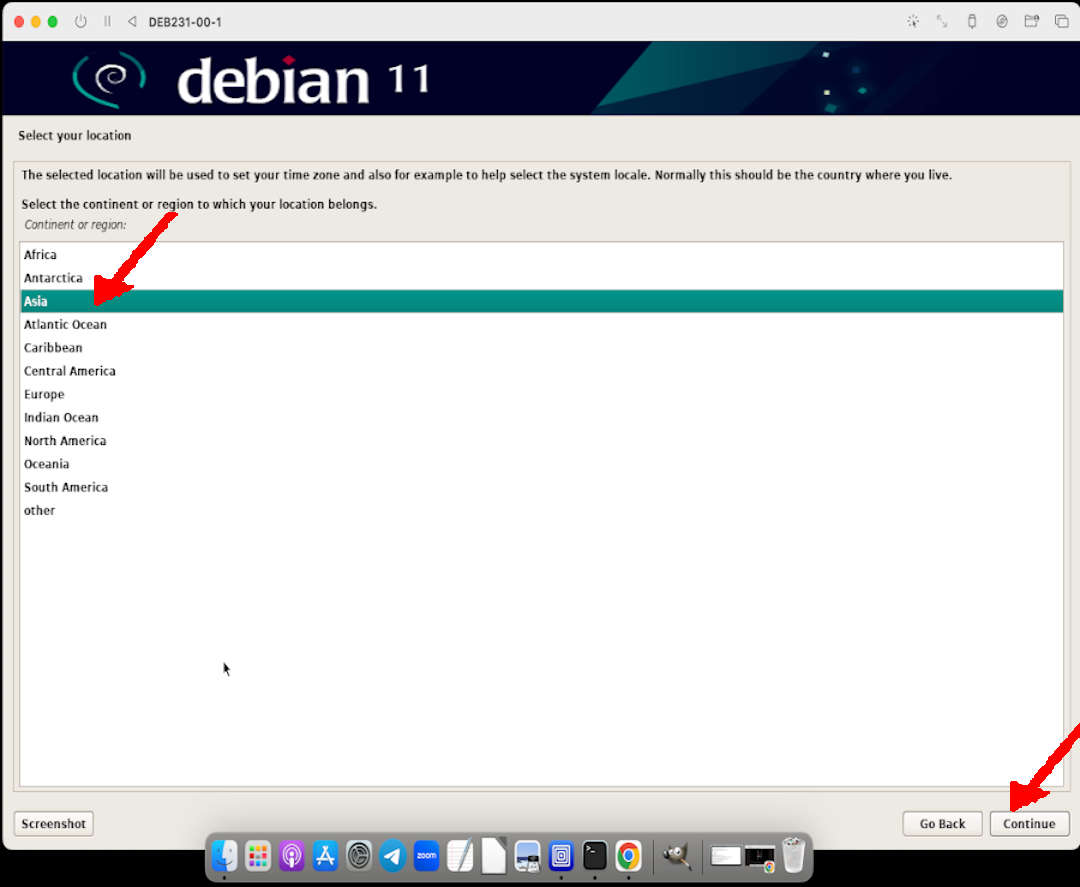 DEB231-00-1
debian 11
Select your location
The selected location will be used to set your time zone and also for example to help select the system locale. Normally this should be the country where you live.
Select the continent or region to which your location belongs.
Continent or region:
Africa
Antarctica
Asia
Atlantic Ocean
Caribbean
Central America
Europe
Indian Ocean
North America
Oceania
South America
other
Screenshot
Go Back
Continue
zoom